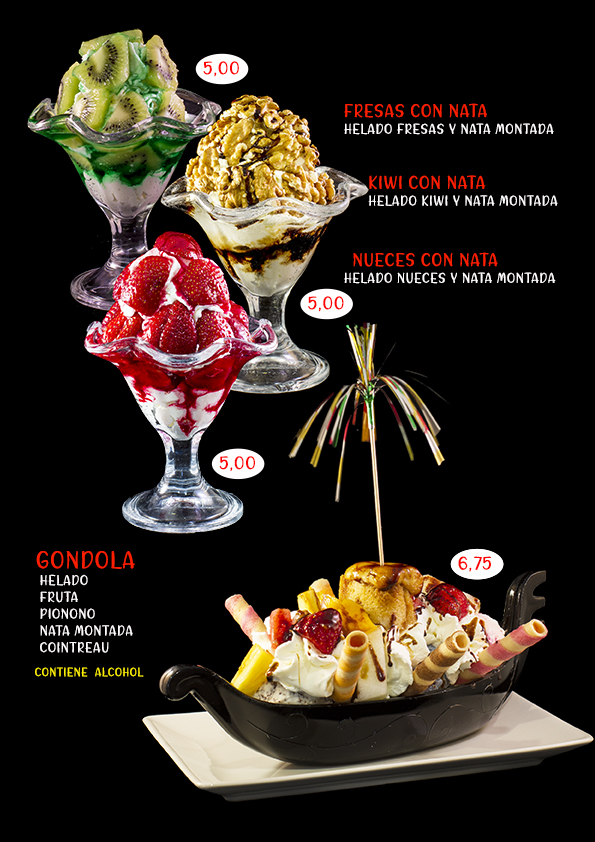 5,00
FRESAS CON NATA
HELADO FRESAS Y NATA MONTADA
KIWI CON NATA
HELADO KIWI Y NATA MONTADA
NUECES CON NATA
HELADO NUECES Y NATA MONTADA
5,00
5,00
6,75
GONDOLA
HELADO
FRUTA
PIONONO
NATA MONTADA
COINTREAU
CONTIENE ALCOHOL